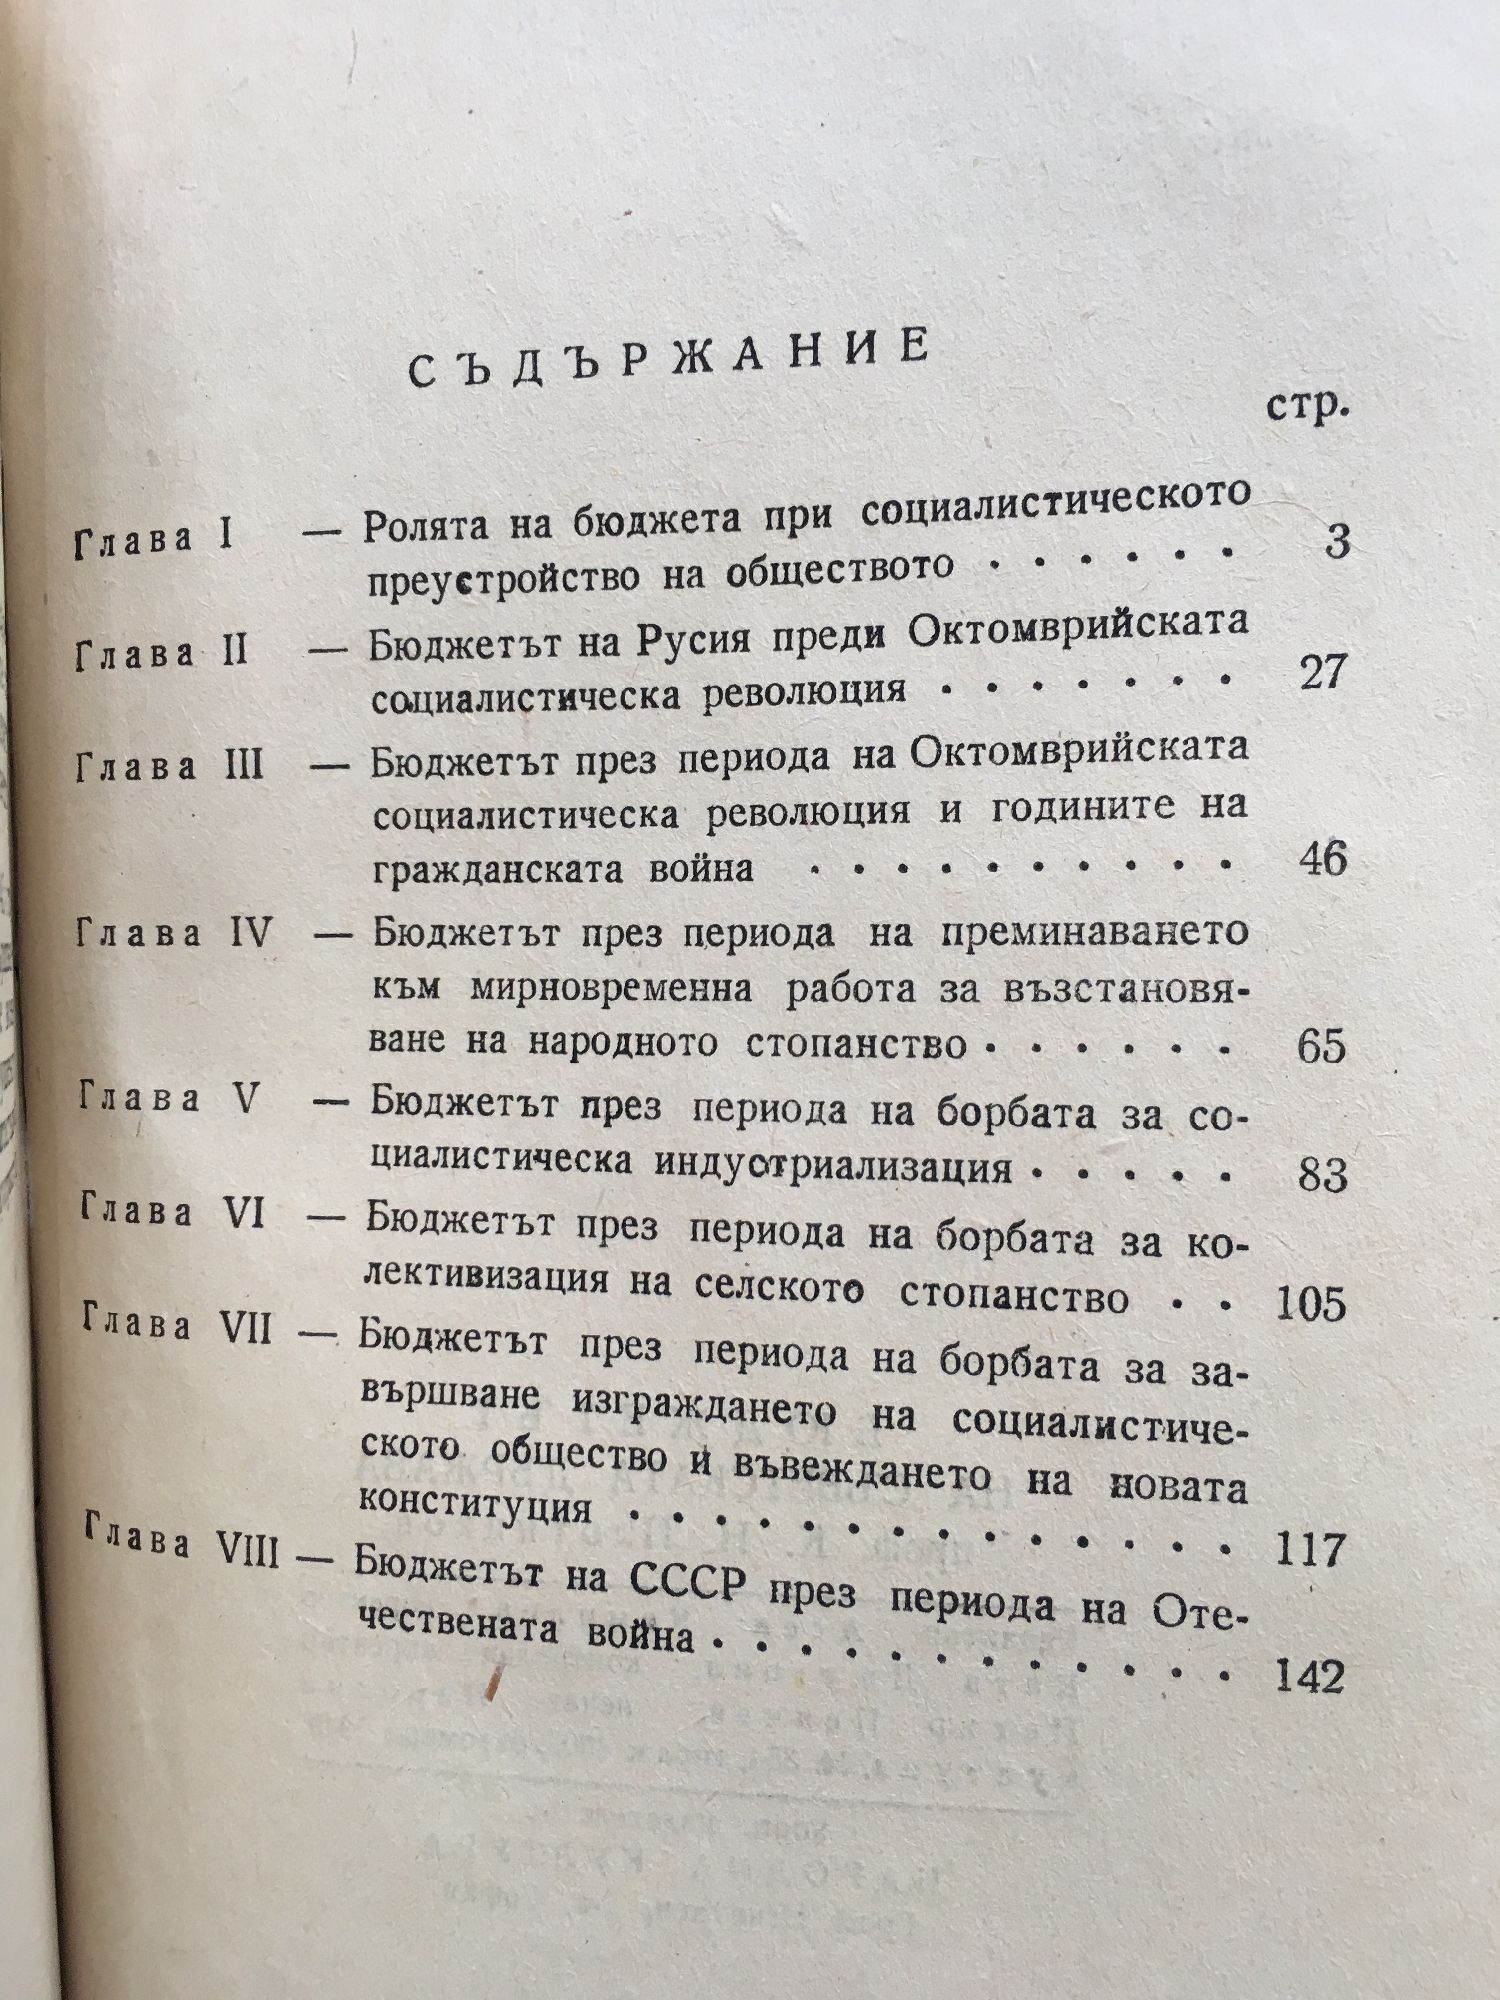 СЪДЪРЖАНИЕ
стр.
Глава I — Ролята на бюджета при социалистическото
преустройство на обществото . . . . . . 3
Глава II — Бюджетът на Русия преди Октомврийската
социалистическа революция . . . . . . . 27
Глава III — Бюджетът през периода на Октомврийската
социалистическа революция и годините на
гражданската война . . . . . . . . . . 46
Глава IV — Бюджетът през периода на преминаването
към мирновременна работа за възстановя-
ване на народното стопанство . . . . . . 65
Глава V — Бюджетът през периода на борбата за со-
циалистическа индустриализация . . . . . 83
Глава VI — Бюджетът през периода на борбата за ко-
лективизация на селското стопанство . . 105
Глава VII — Бюджетът през периода на борбата за за-
вършване изграждането на социалистиче-
ското общество и въвеждането на новата
конституция . . . . . . . . . . . . . . 117
Глава VIII — Бюджетът на СССР през периода на Оте-
чествената война . . . . . . . . . . . . 142